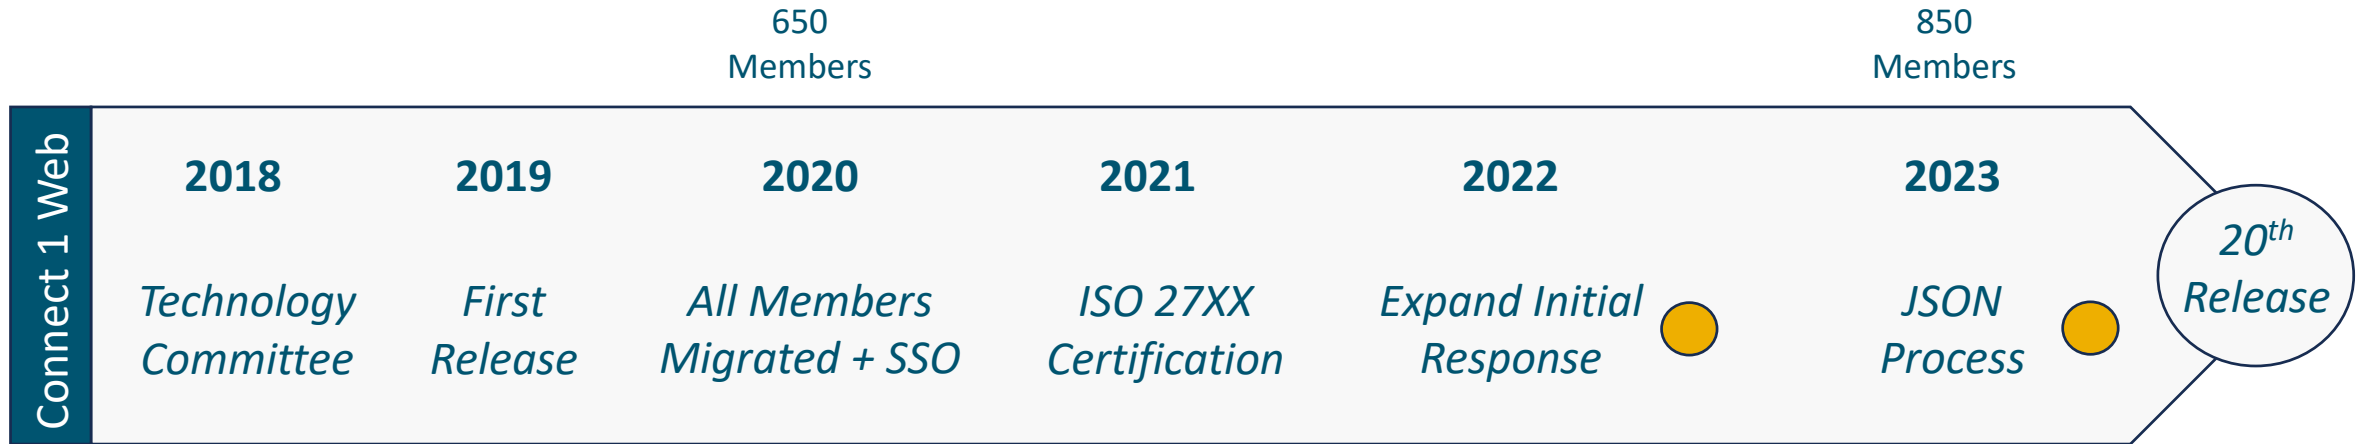 650
Members
850
Members
Connect 1 Web
2018
2019
2020
2021
2022
2023
Technology
Committee
First
Release
All Members
Migrated + SSO
ISO 27XX
Certification
Expand Initial
Response
JSON
Process
20th
Release